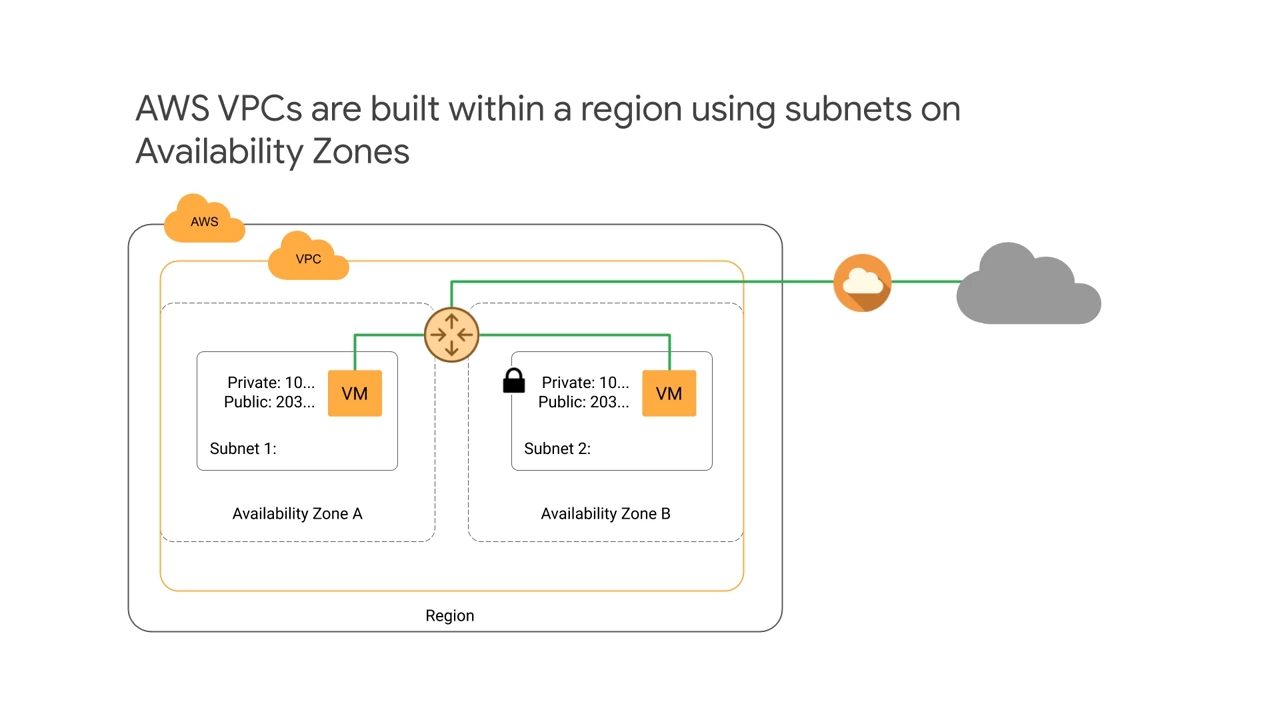 AWS VPCs are built within a region using subnets on
Availability Zones
AWS
VPC
Private: 10...
Public: 203...
VM
Subnet 1:
Availability Zone A
Private: 10...
Public: 203...
VM
Subnet 2:
Availability Zone B
Region